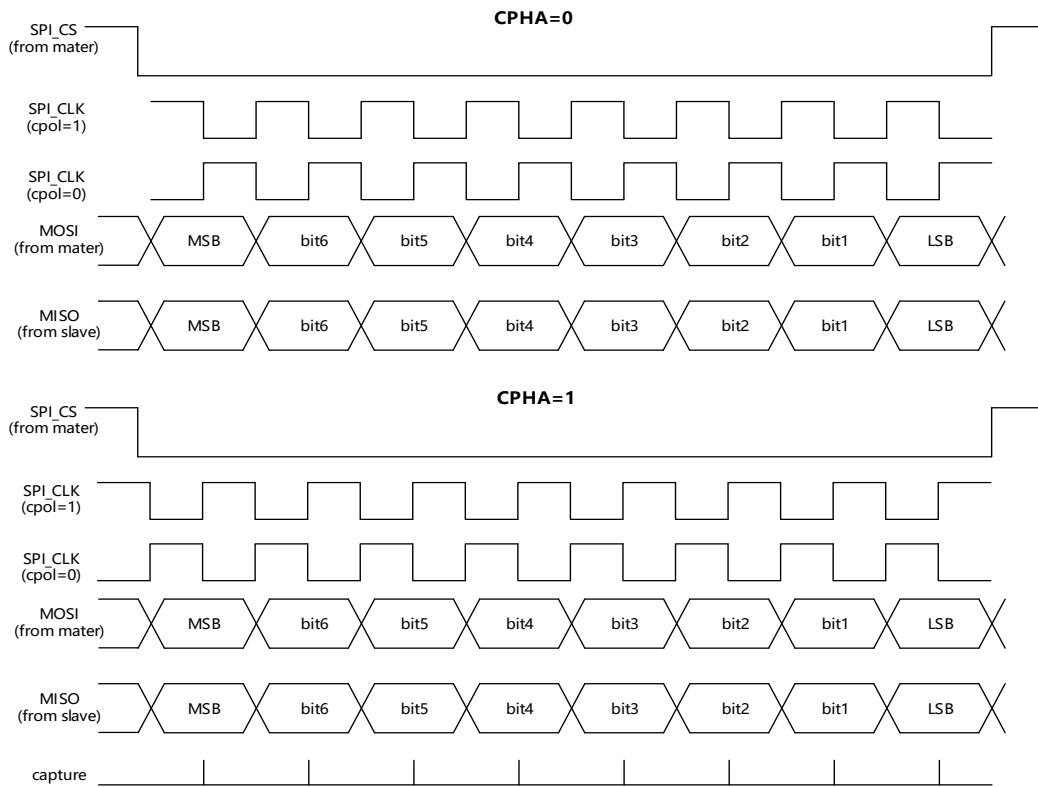 CPHA=0
SPI_CS
(from mater)
SPI_CLK
(cpol=1)
SPI_CLK
(cpol=0)
MOSI
(from mater)
MSB bit6 bit5 bit4 bit3 bit2 bit1 LSB
MISO
(from slave)
MSB bit6 bit5 bit4 bit3 bit2 bit1 LSB
CPHA=1
SPI_CS
(from mater)
SPI_CLK
(cpol=1)
SPI_CLK
(cpol=0)
MOSI
(from mater)
MSB bit6 bit5 bit4 bit3 bit2 bit1 LSB
MISO
(from slave)
MSB bit6 bit5 bit4 bit3 bit2 bit1 LSB
capture